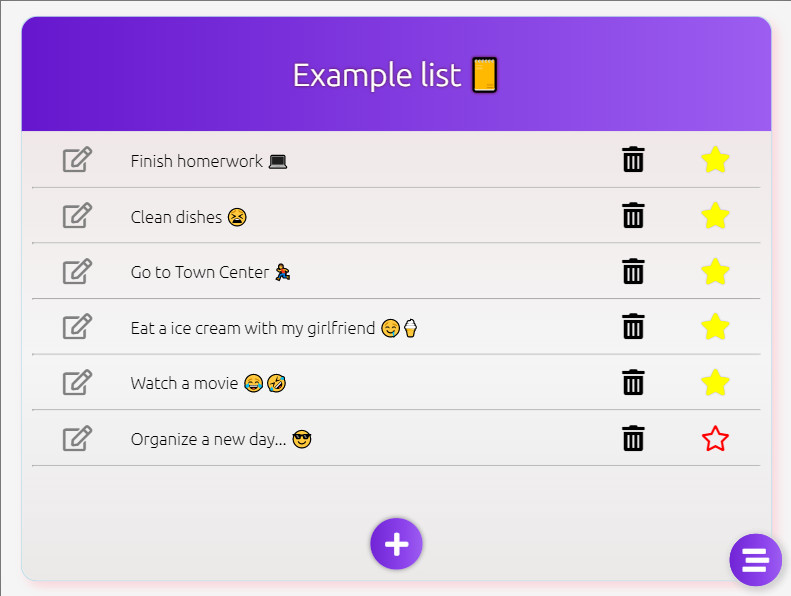 Example list 📒
Finish homerwork 💻
Clean dishes 😫
Go to Town Center 🏃
Eat a ice cream with my girlfriend 😋🍦
Watch a movie 😂🤣
Organize a new day... 😎